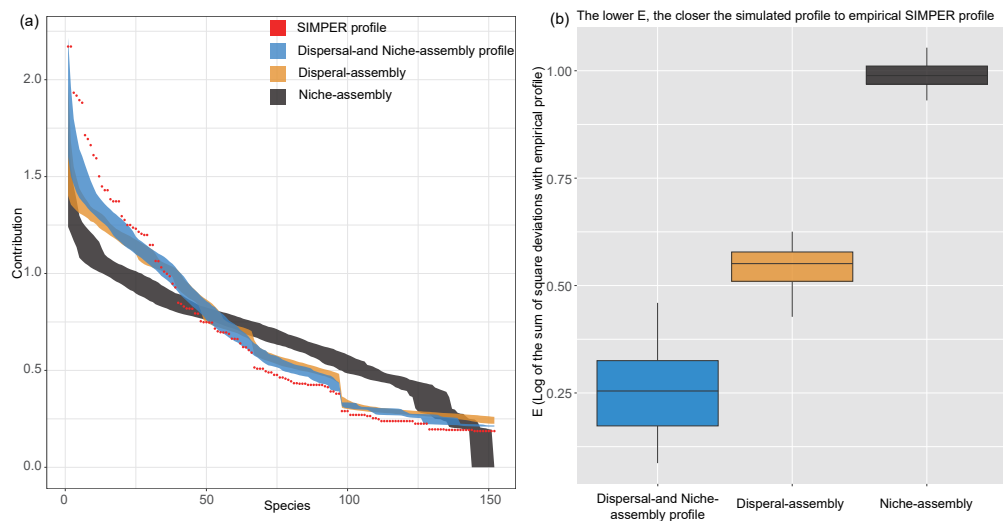 (a)
SIMPER profile
Dispersal-and Niche-assembly profile
Disperal-assembly
Niche-assembly
2.0
1.5
1.0
0.5
0.0
Contribution
0
50
100
150
Species
(b)
The lower E, the closer the simulated profile to empirical SIMPER profile
1.00
0.75
0.50
0.25
E (Log of the sum of square deviations with empirical profile)
Dispersal-and Niche-
assembly profile
Disperal-assembly
Niche-assembly